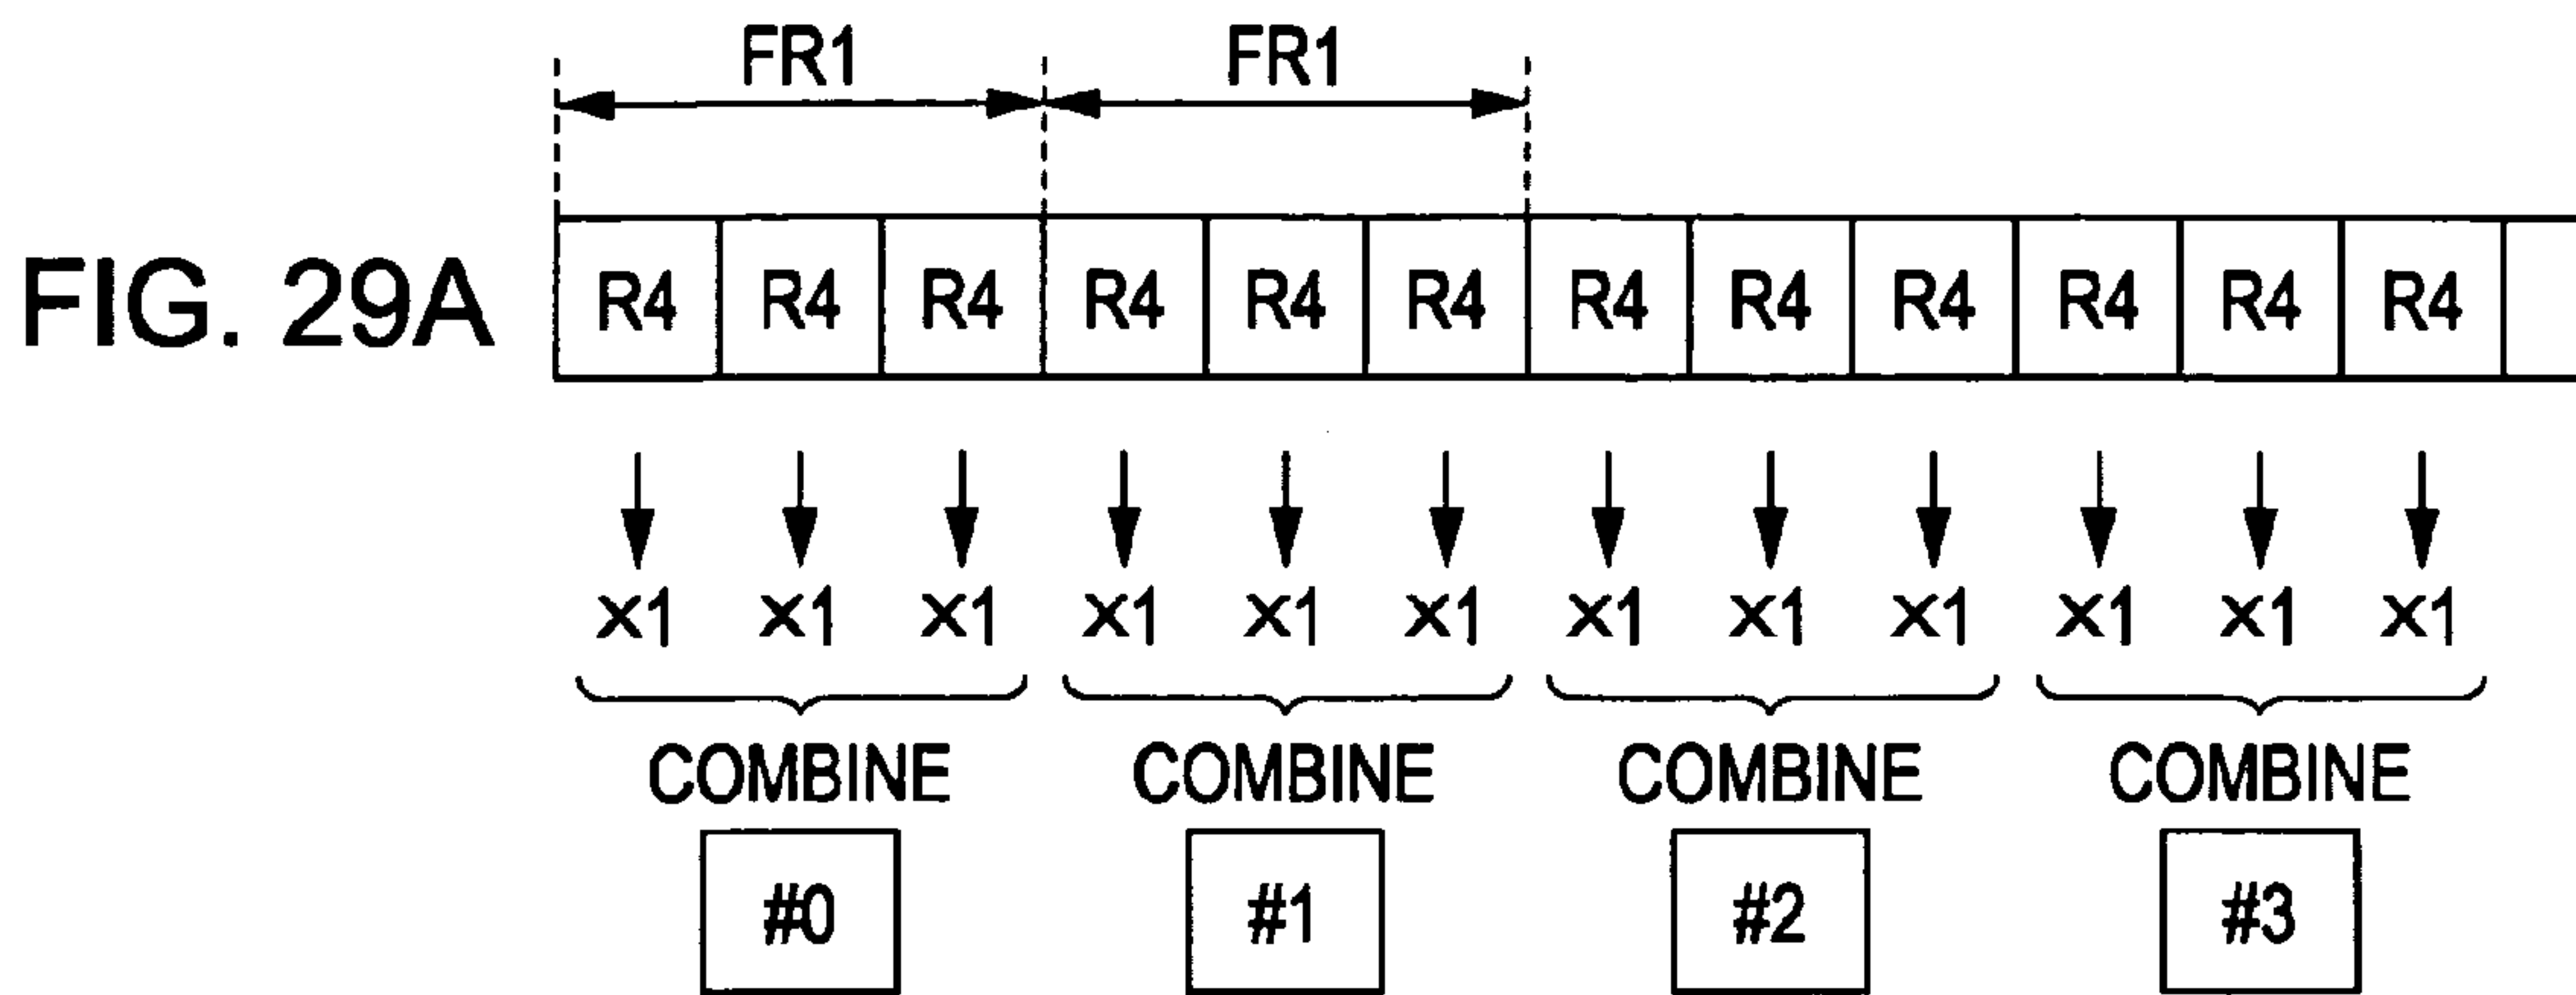 FR1 FR1
FIG. 29A R4 R4 R4 R4 R4 R4 R4 R4 R4 R4 R4 R4
×1 ×1 ×1 ×1 ×1 ×1 ×1 ×1 ×1 ×1 ×1 ×1
COMBINE COMBINE COMBINE COMBINE
#0 #1 #2 #3